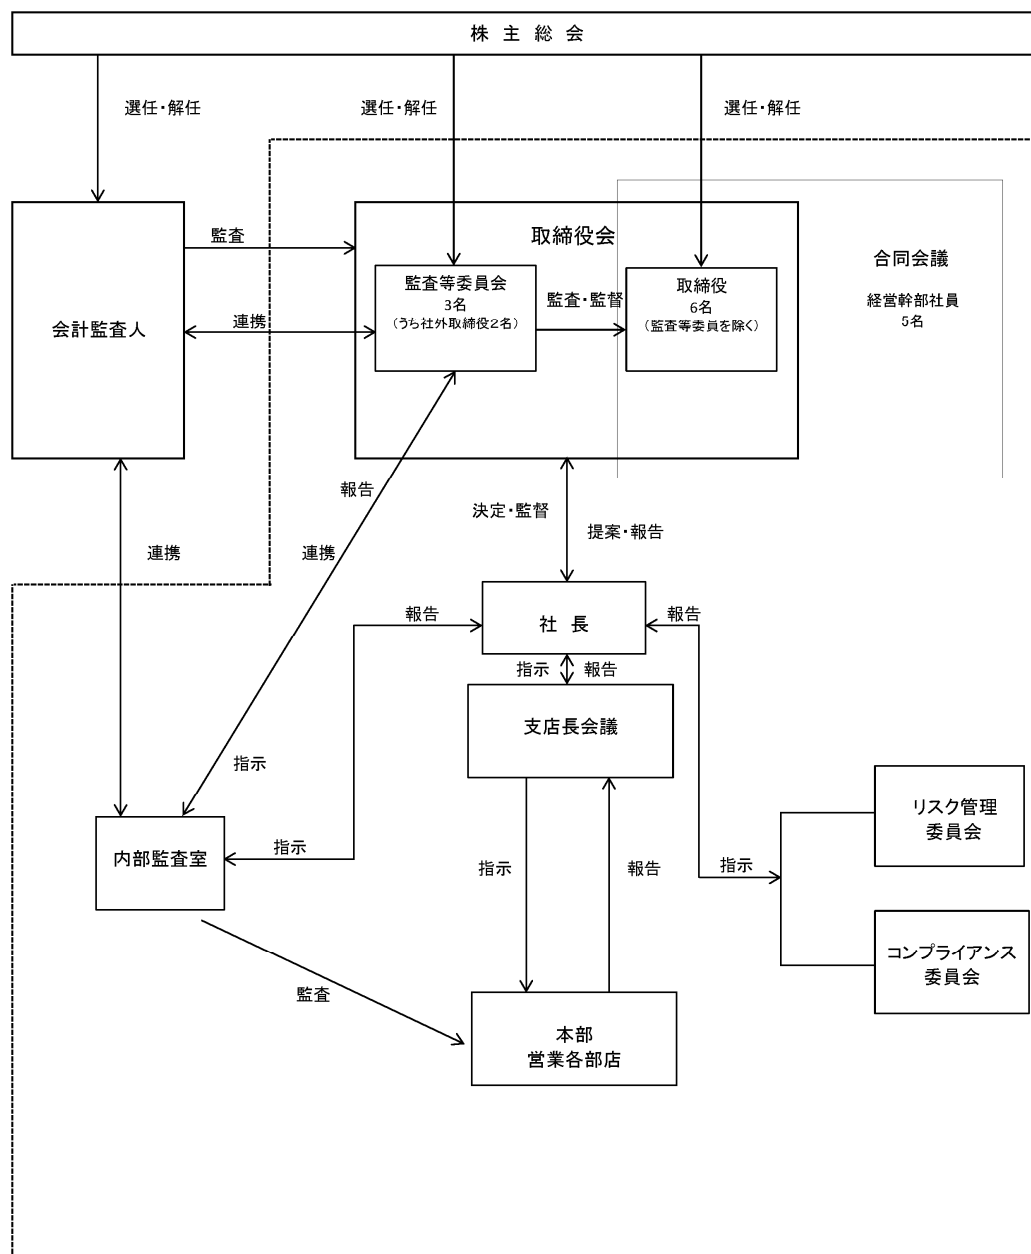 株 主 総 会
選任・解任
選任・解任
選任・解任
監査
取締役会
合同会議
経営幹部社員
5名
会計監査人
連携
監査等委員会
3名
(うち社外取締役2名)
監査・監督
取締役
6名
(監査等委員を除く)
報告
決定・監督
提案・報告
連携
連携
報告
社 長
報告
指示
報告
支店長会議
指示
リスク管理
委員会
内部監査室
指示
指示
報告
指示
コンプライアンス
委員会
監査
本部
営業各部店